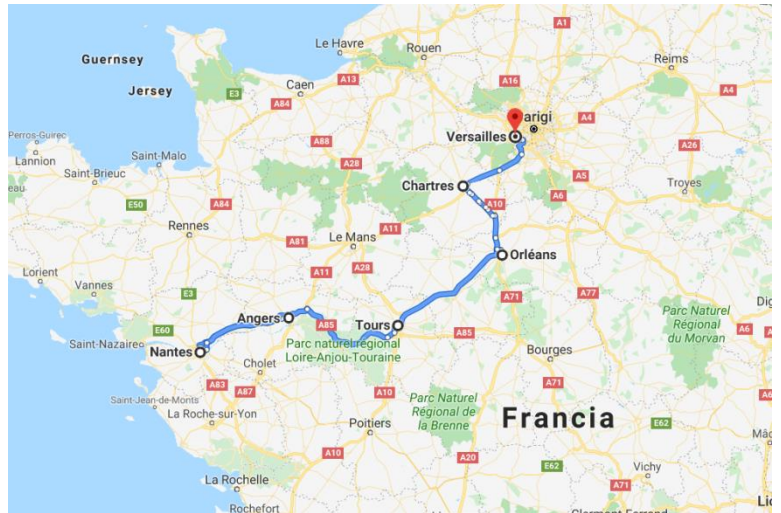 A1
Le Havre
Rouen
Reims
Guernsey
A13
A16
A4
Jersey
Caen
E3
A84
arigi
A4
Versailles
Perros-Guirec
A88
A26
Lannion
Saint-Malo
A28
A5
Saint-Brieuc
Chartres
A6
Troyes
E50
A84
A10
A11
Rennes
A81
Le Mans
Orléans
Lorient
A11
A28
Vannes
E3
A71
A77
Parc Naturel
Régional
du Morvan
Angers
Tours
A85
A85
A6
E60
Saint-Nazaire
Nantes
Parc naturel régional
Loire-Anjou-Touraine
Bourges
Cholet
A83
A87
A10
A71
Saint-Jean-de-Monts
La Roche-sur-Yon
Parc Naturel
Régional de
la Brenne
Francia
E62
Poitiers
A10
A20
E62
La Rochelle
Vichy
A71
Rochefort
Clermont-Ferrand